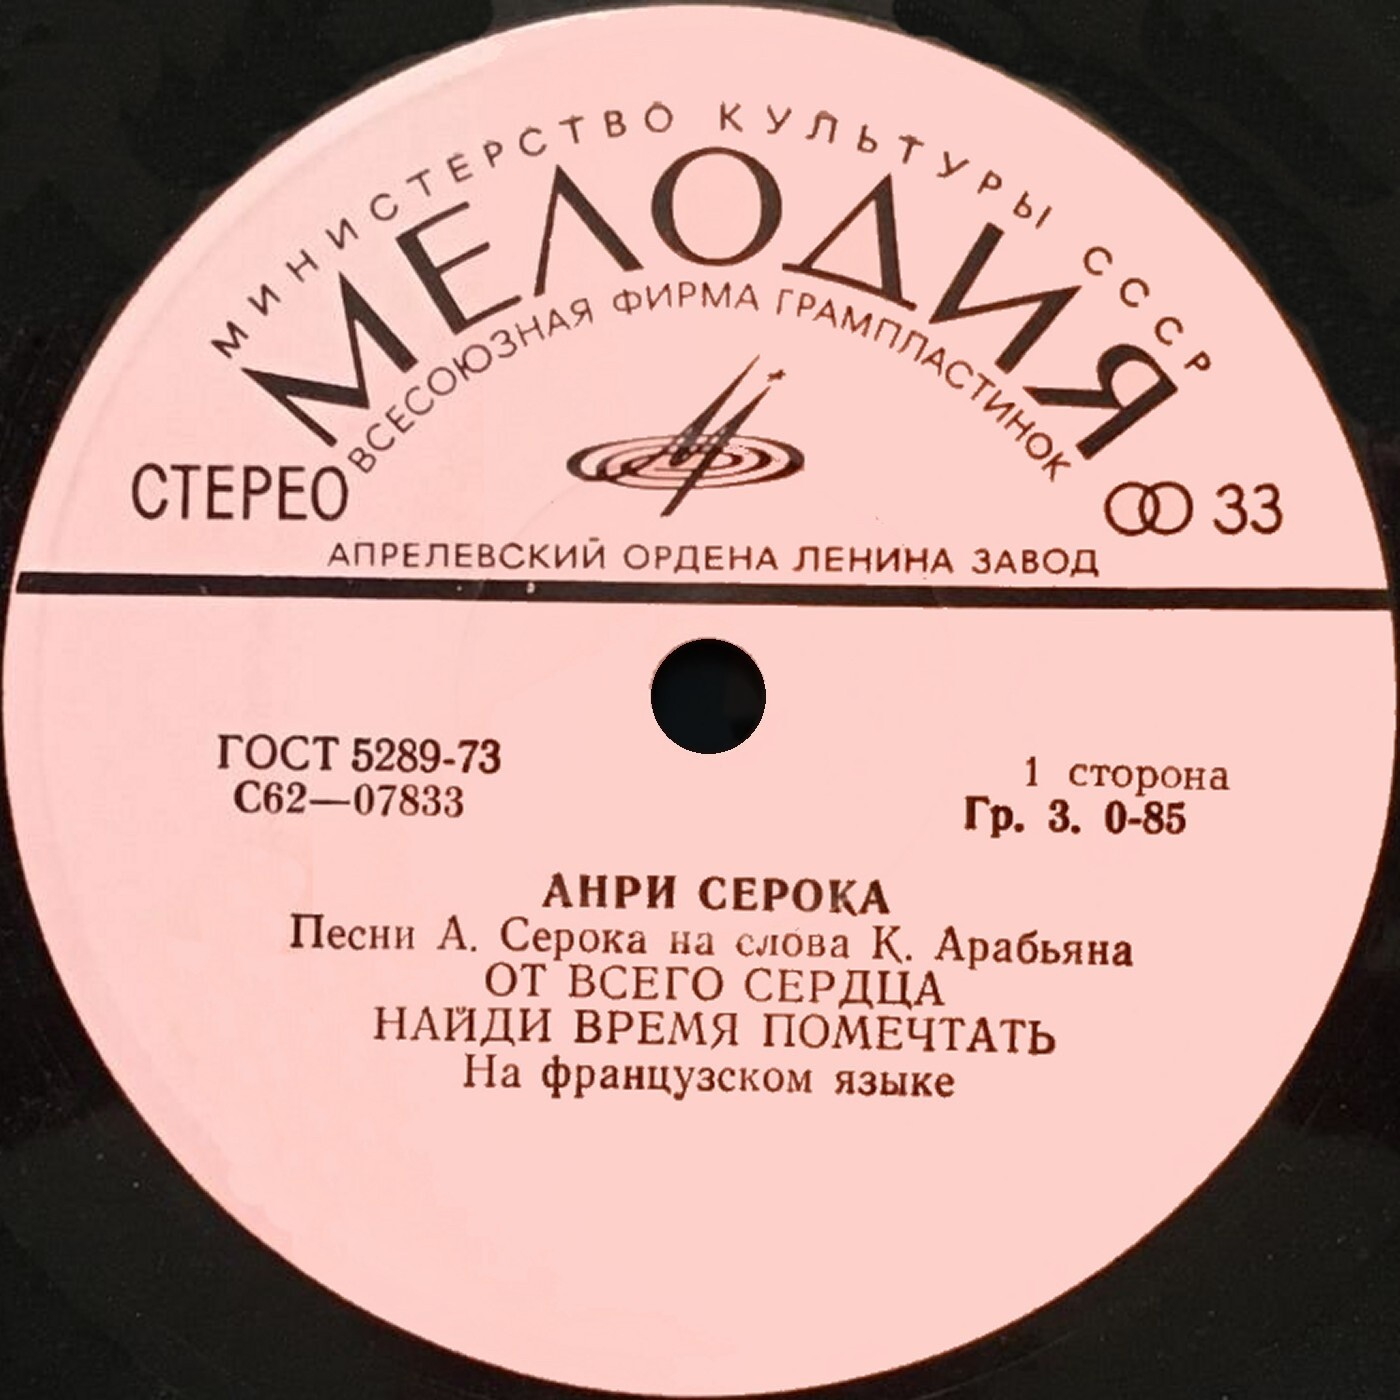 МИНИСТЕРСТВО КУЛЬТУРЫ СССР
МЕЛОДИЯ
ВСЕСОЮЗНАЯ ФИРМА ГРАМПЛАСТИНОК
СТЕРЕО
33
АПРЕЛЕВСКИЙ ОРДЕНА ЛЕНИНА ЗАВОД
ГОСТ 5289-73
С62—07833
1 сторона
Гр. 3. 0-85
АНРИ СЕРОКА
Песни А. Серока на слова К. Арабьяна
ОТ ВСЕГО СЕРДЦА
НАЙДИ ВРЕМЯ ПОМЕЧТАТЬ
На французском языке